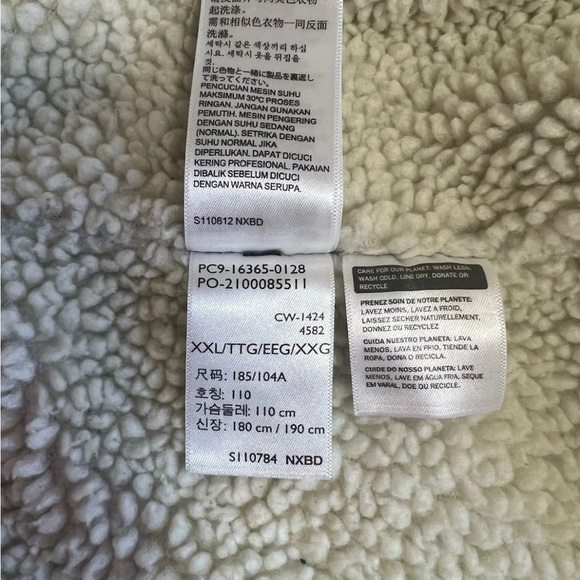 起洗涤。
需和相似色衣物一同反面
洗滌。
세탁시 같은 색상끼리 하십
시요. 세탁시 옷을 뒤집을
것.
同じ色物と一緒に製品を裏返し
て洗ってください。
PENCUCIAN MESIN SUHU
MAKSIMUM 30°C PROSES
RINGAN. JANGAN GUNAKAN
PEMUTIH. MESIN PENGERING
DENGAN SUHU SEDANG
(NORMAL). SETRIKA DENGAN
SUHU NORMAL JIKA
DIPERLUKAN. DAPAT DICUCI
KERING PROFESIONAL. PAKAIAN
DIBALIK SEBELUM DICUCI
DENGAN WARNA SERUPA.
S110812 NXBD
PC9-16365-0128
PO-2100085511
CW-1424
4582
XXL/TTG/EEG/XXG
尺码: 185/104A
호칭: 110
가슴둘레: 110 cm
신장: 180 cm / 190 cm
S110784 NXBD
CARE FOR OUR PLANET: WASH LESS,
WASH COLD, LINE DRY, DONATE OR
RECYCLE
PRENEZ SOIN DE NOTRE PLANÈTE:
LAVEZ MOINS, LAVEZ À FROID,
LAISSEZ SÉCHER NATURELLEMENT,
DONNEZ OU RECYCLEZ
CUIDA NUESTRO PLANETA: LAVA
MENOS, LAVA EN FRIO, TIENDE LA
ROPA, DONA O RECICLA.
CUIDE DO NOSSO PLANETA: LAVE
MENOS, LAVE EM ÁGUA FRIA, SEQUE
EM VARAL, DOE OU RECICLE.